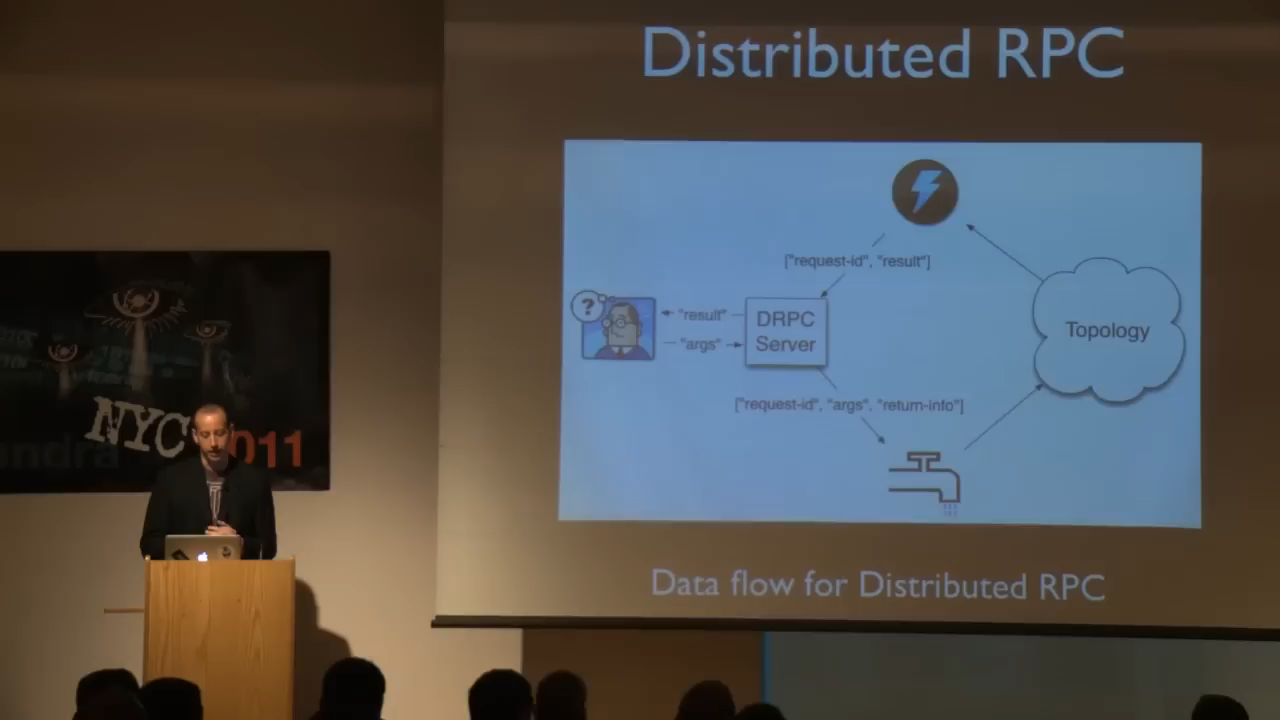 Distributed RPC
["request-id", "result"]
?
"result"
"args"
DRPC
Server
Topology
["request-id", "args", "return-info"]
Data flow for Distributed RPC
NYC
011